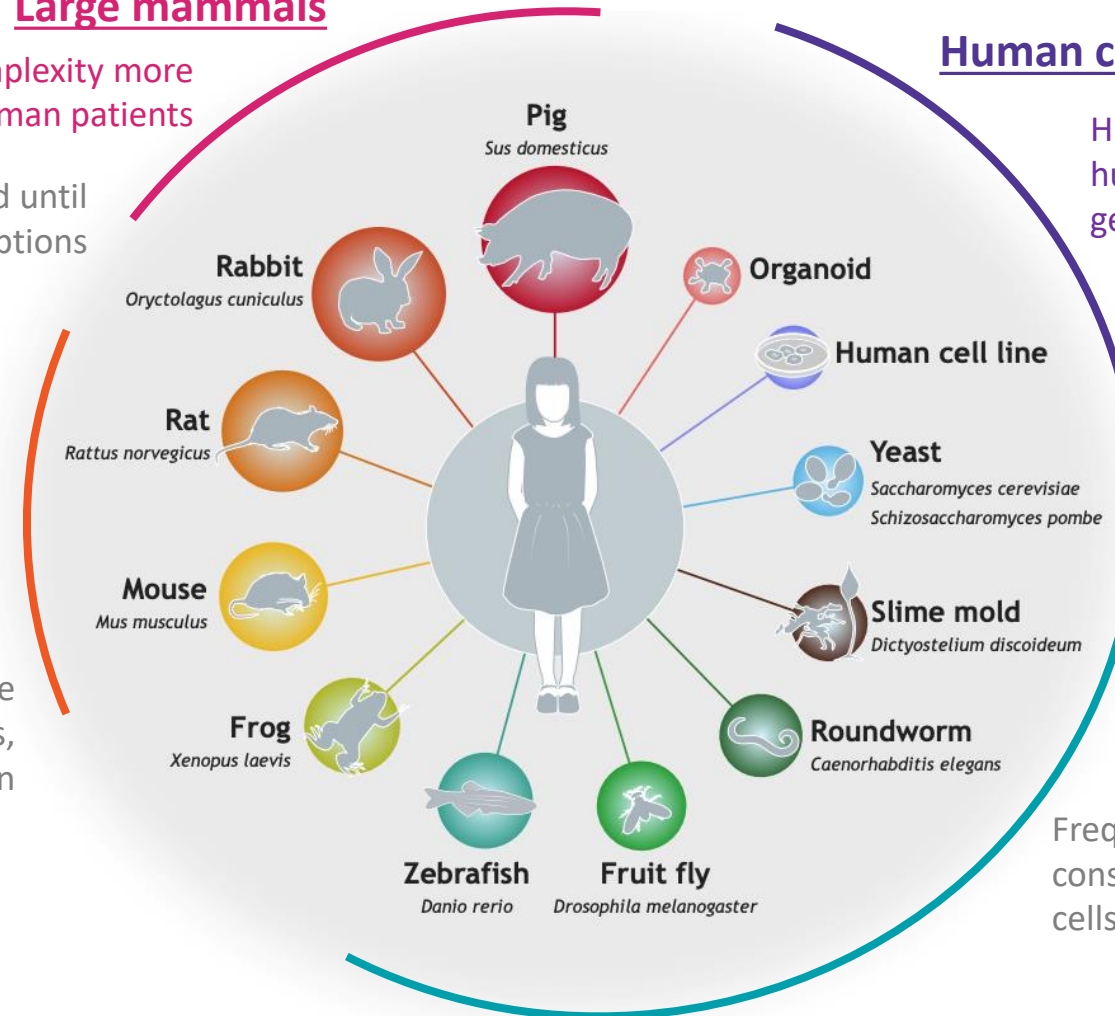 Large mammals
mplexity more
man patients
d until
ptions
Human c
H
hu
ge
Pig
Sus domesticus
Organoid
Rabbit
Oryctolagus cuniculus
Human cell line
Rat
Rattus norvegicus
Yeast
Saccharomyces cerevisiae
Schizosaccharomyces pombe
Mouse
Mus musculus
Slime mold
Dictyostelium discoideum
e
s,
n
Frog
Xenopus laevis
Roundworm
Caenorhabditis elegans
Zebrafish
Danio rerio
Fruit fly
Drosophila melanogaster
Freq
cons
cells